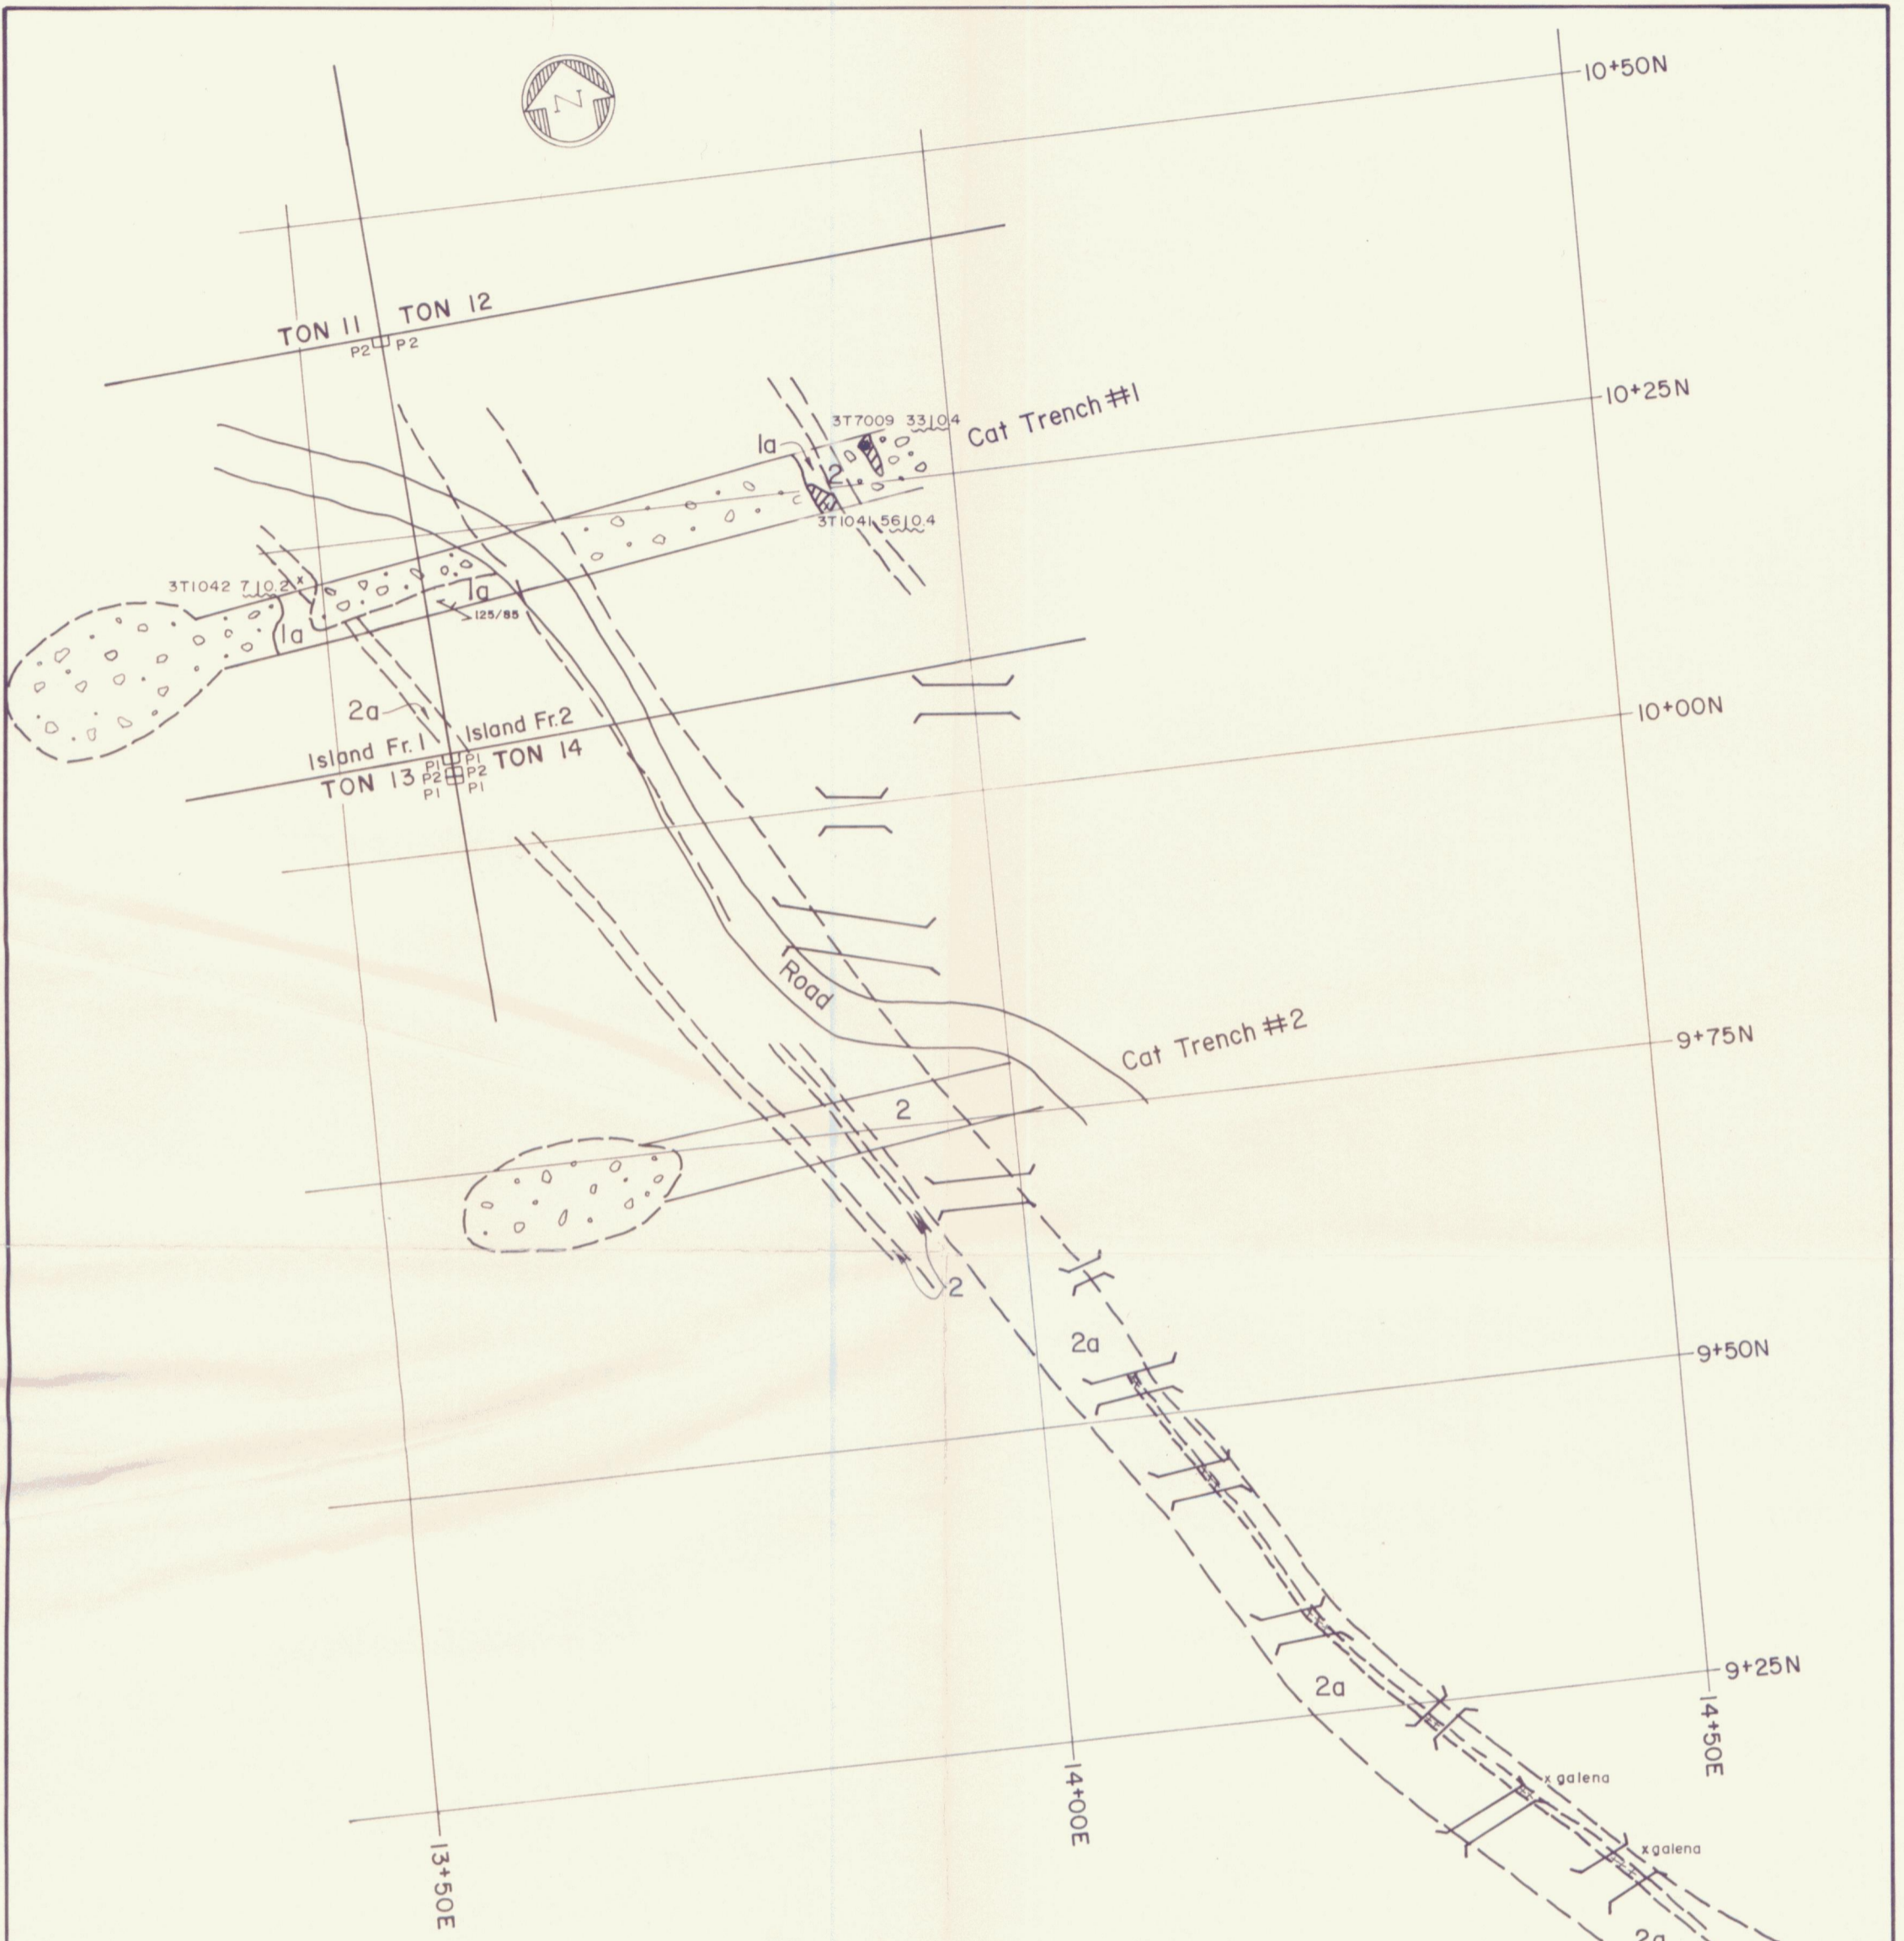 N
10+50N
TON 11
TON 12
P2
P2
10+25N
Cat Trench #1
3T7009 33|0.4
1a
2
3T1041 56|0.4
3T1042 7|0.2 x
1a
1a
125/85
2a
Island Fr. 1
Island Fr. 2
TON 13
TON 14
P1
P1
P2
P2
P1
P1
10+00N
Road
Cat Trench #2
9+75N
2
2
2a
9+50N
9+25N
2a
14+50E
14+00E
13+50E
x galena
x galena
2a